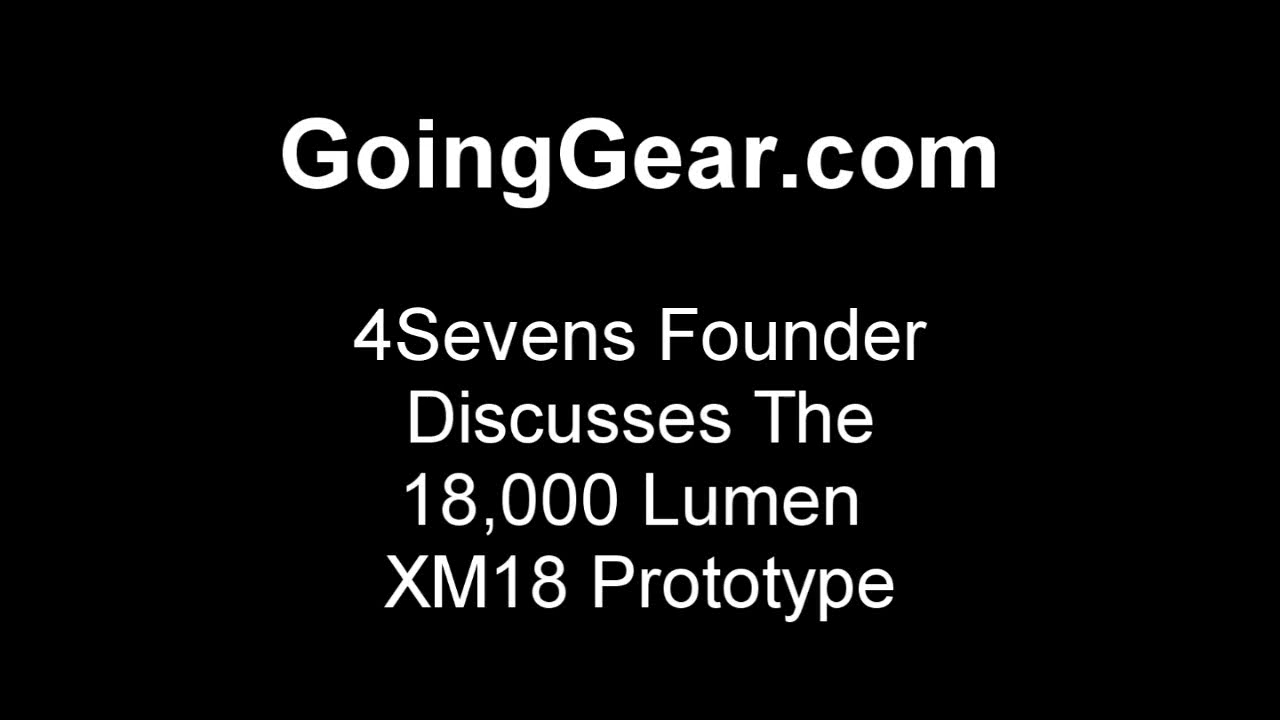 GoingGear.com
4Sevens Founder
Discusses The
18,000 Lumen
XM18 Prototype